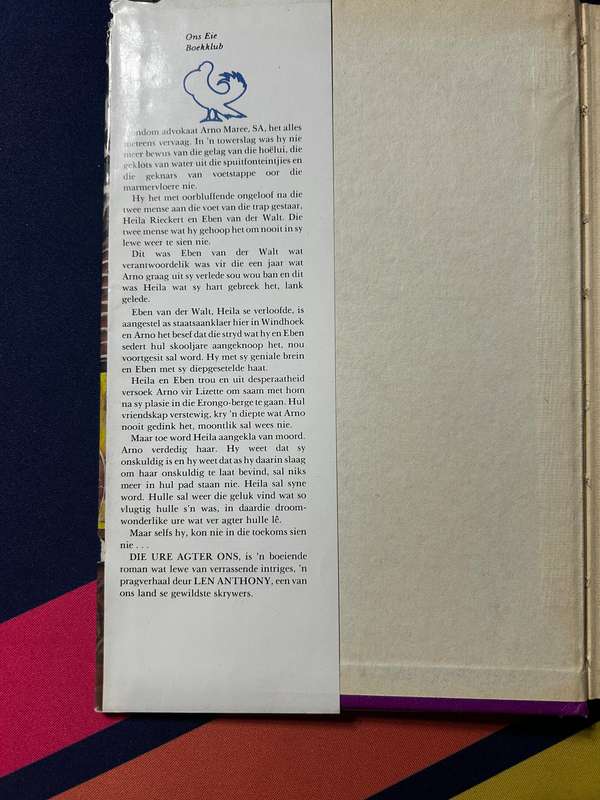 Ons Eie
Boekklub
ondom advokaat Arno Maree, SA, het alles
meteens vervaag. In 'n towerslag was hy nie
meer bewus van die gelag van die hoëlui, die
geklots van water uit die spuitfonteintjies en
die geknars van voetstappe oor die
marmervloere nie.
Hy het met oorbluffende ongeloof na die
twee mense aan die voet van die trap gestaar,
Heila Rieckert en Eben van der Walt. Die
twee mense wat hy gehoop het om nooit in sy
lewe weer te sien nie.
Dit was Eben van der Walt wat
verantwoordelik was vir die een jaar wat
Arno graag uit sy verlede sou wou ban en dit
was Heila wat sy hart gebreek het, lank
gelede.
Eben van der Walt, Heila se verloofde, is
aangestel as staatsaanklaer hier in Windhoek
en Arno het besef dat die stryd wat hy en Eben
sedert hul skooljare aangeknoop het, nou
voortgesit sal word. Hy met sy geniale brein
en Eben met sy diepgesetelde haat.
Heila en Eben trou en uit desperaatheid
versoek Arno vir Lizette om saam met hom
na sy plasie in die Erongo-berge te gaan. Hul
vriendskap verstewig, kry 'n diepte wat Arno
nooit gedink het, moontlik sal wees nie.
Maar toe word Heila aangekla van moord.
Arno verdedig haar. Hy weet dat sy
onskuldig is en hy weet dat as hy daarin slaag
om haar onskuldig te laat bevind, sal niks
meer in hul pad staan nie. Heila sal syne
word. Hulle sal weer die geluk vind wat so
vlugtig hulle s'n was, in daardie droom-
wonderlike ure wat ver agter hulle lê.
Maar selfs hy, kon nie in die toekoms sien
nie . . .
DIE URE AGTER ONS, is 'n boeiende
roman wat lewe van verrassende intriges, 'n
pragverhaal deur LEN ANTHONY, een van
ons land se gewildste skrywers.